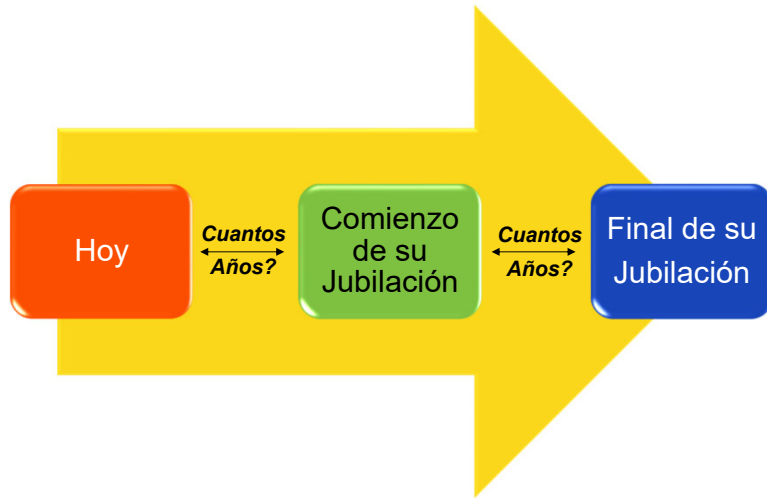 Hoy
Cuantos
Años?
Comienzo
de su
Jubilación
Cuantos
Años?
Final de su
Jubilación